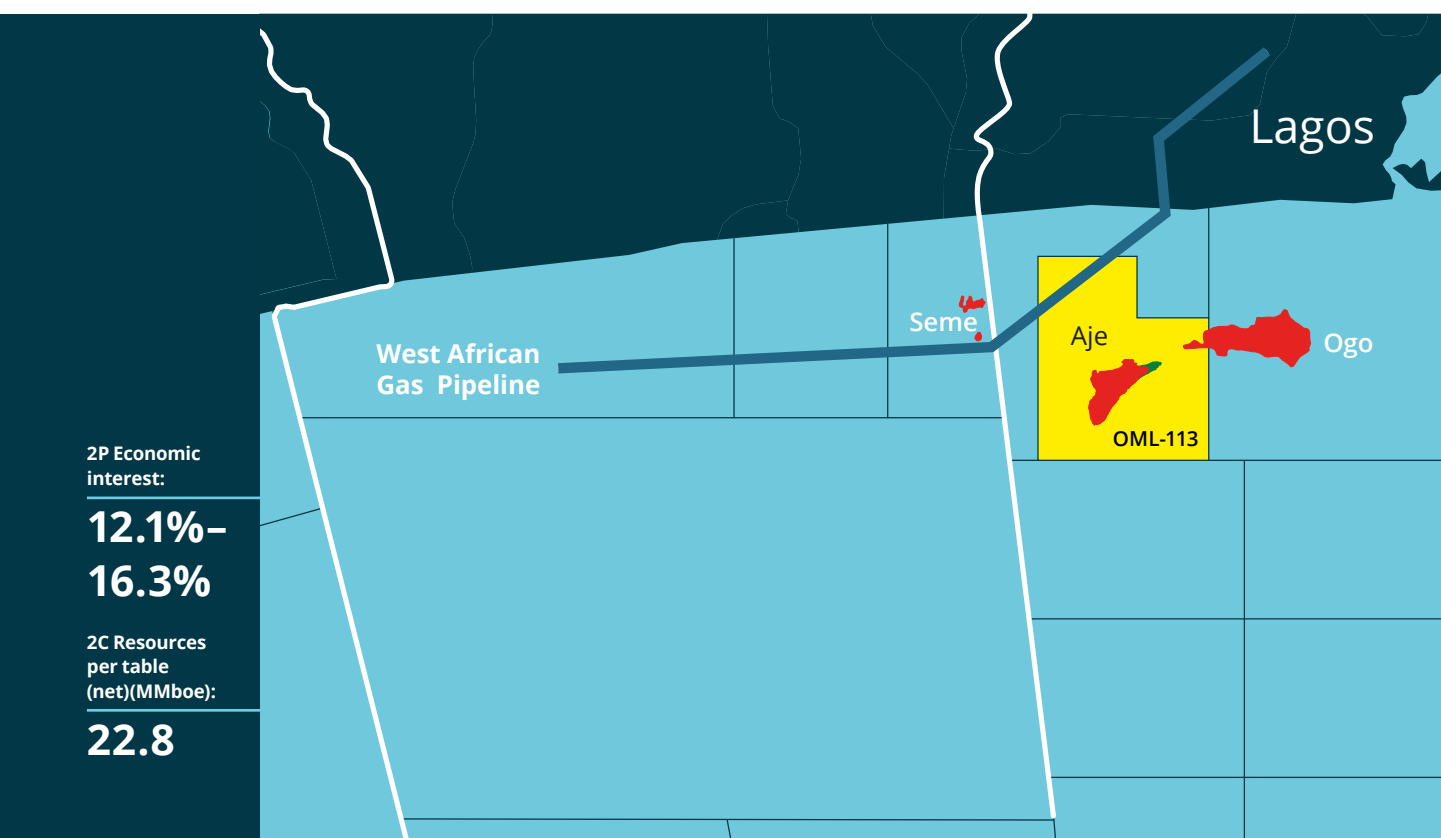 Lagos
Seme
Aje
Ogo
West African
Gas Pipeline
OML-113
2P Economic
interest:
12.1%–
16.3%
2C Resources
per table
(net)(MMboe):
22.8